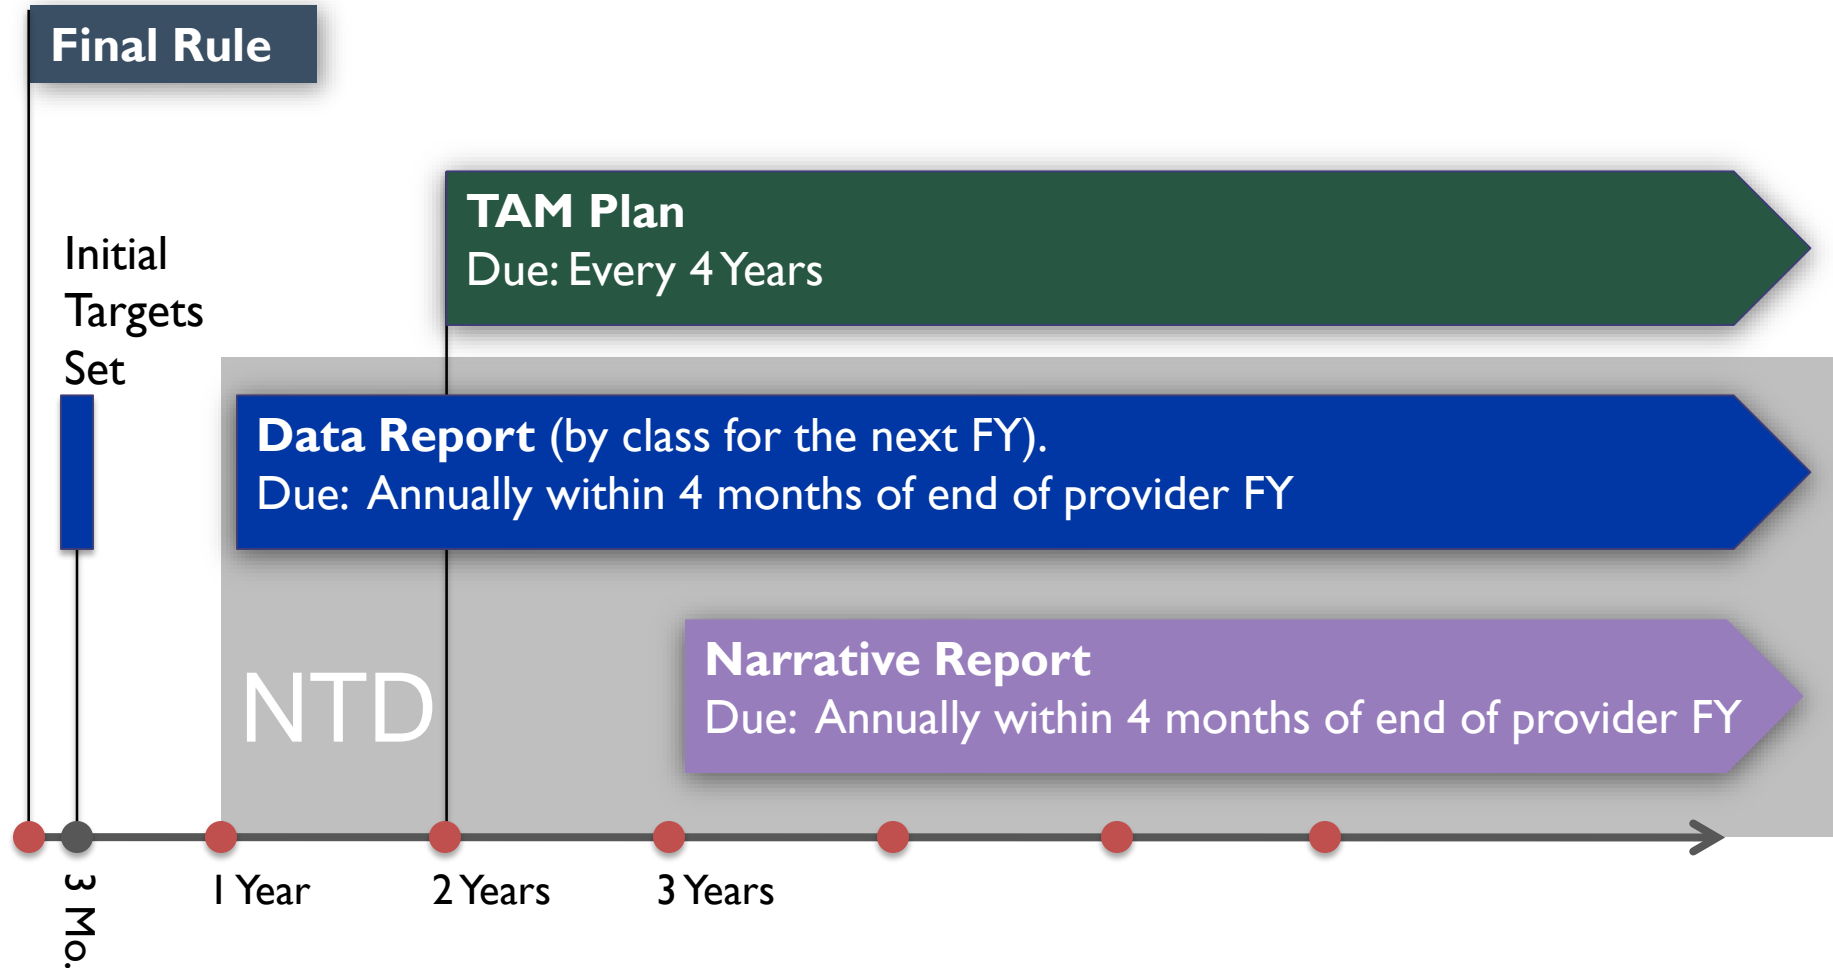 Final Rule
TAM Plan
Due: Every 4 Years
Initial
Targets
Set
Data Report (by class for the next FY).
Due: Annually within 4 months of end of provider FY
NTD
Narrative Report
Due: Annually within 4 months of end of provider FY
3 Mo.
1 Year
2 Years
3 Years